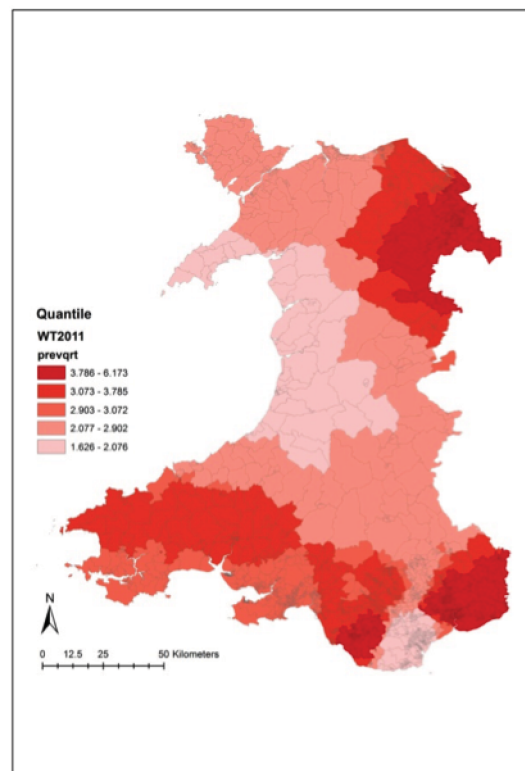 Quantile
WT2011
prevqrt
3.786 - 6.173
3.073 - 3.785
2.903 - 3.072
2.077 - 2.902
1.626 - 2.076
N
0 12.5 25 50 Kilometers